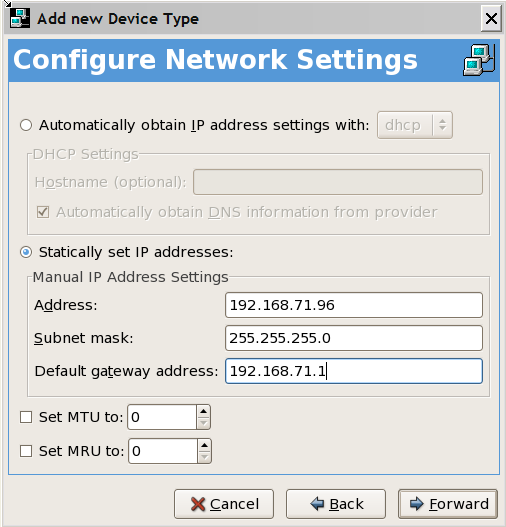 Add new Device Type
Configure Network Settings
Automatically obtain IP address settings with: dhcp
DHCP Settings
Hostname (optional):
Automatically obtain DNS information from provider
Statically set IP addresses:
Manual IP Address Settings
Address: 192.168.71.96
Subnet mask: 255.255.255.0
Default gateway address: 192.168.71.1
Set MTU to: 0
Set MRU to: 0
Cancel Back Forward